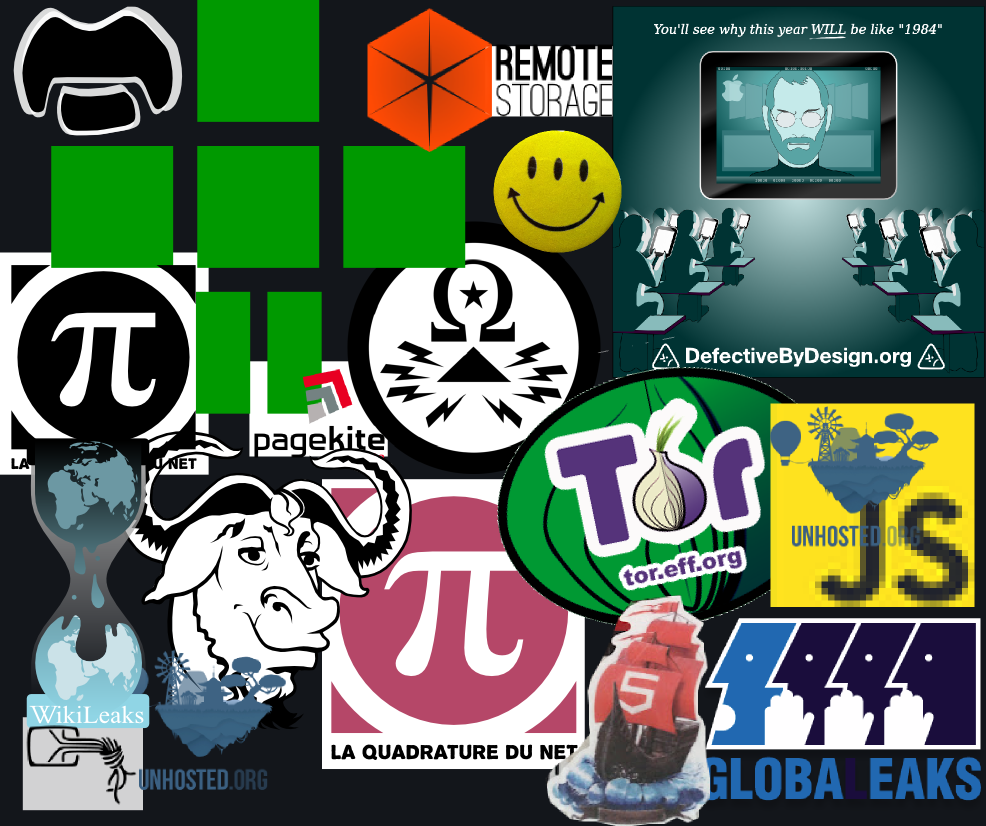 REMOTE
STORAGE
You'll see why this year WILL be like "1984"
DefectiveByDesign.org
π
LA U NET
pagekite
Ω
Tor
tor.eff.org
JS
UNHOSTED.ORG
π
LA QUADRATURE DU NET
WikiLeaks
UNHOSTED.ORG
5
GLOBALEAKS